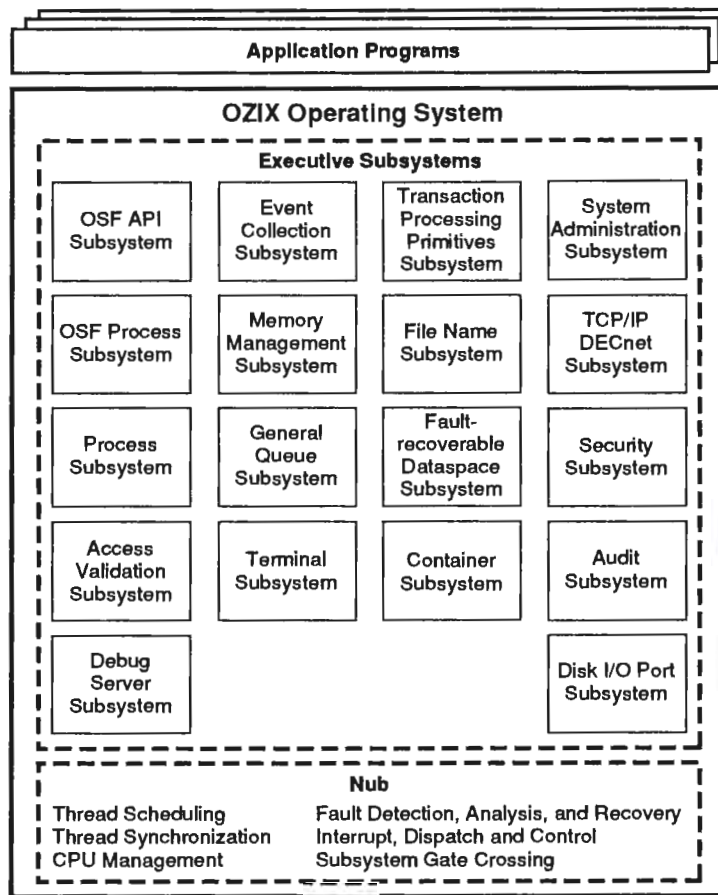 Application Programs
OZIX Operating System
Executive Subsystems
OSF API
Subsystem
Event
Collection
Subsystem
Transaction
Processing
Primitives
Subsystem
System
Administration
Subsystem
OSF Process
Subsystem
Memory
Management
Subsystem
File Name
Subsystem
TCP/IP
DECnet
Subsystem
Process
Subsystem
General
Queue
Subsystem
Fault-
recoverable
Dataspace
Subsystem
Security
Subsystem
Access
Validation
Subsystem
Terminal
Subsystem
Container
Subsystem
Audit
Subsystem
Debug
Server
Subsystem
Disk I/O Port
Subsystem
Nub
Thread Scheduling
Thread Synchronization
CPU Management
Fault Detection, Analysis, and Recovery
Interrupt, Dispatch and Control
Subsystem Gate Crossing